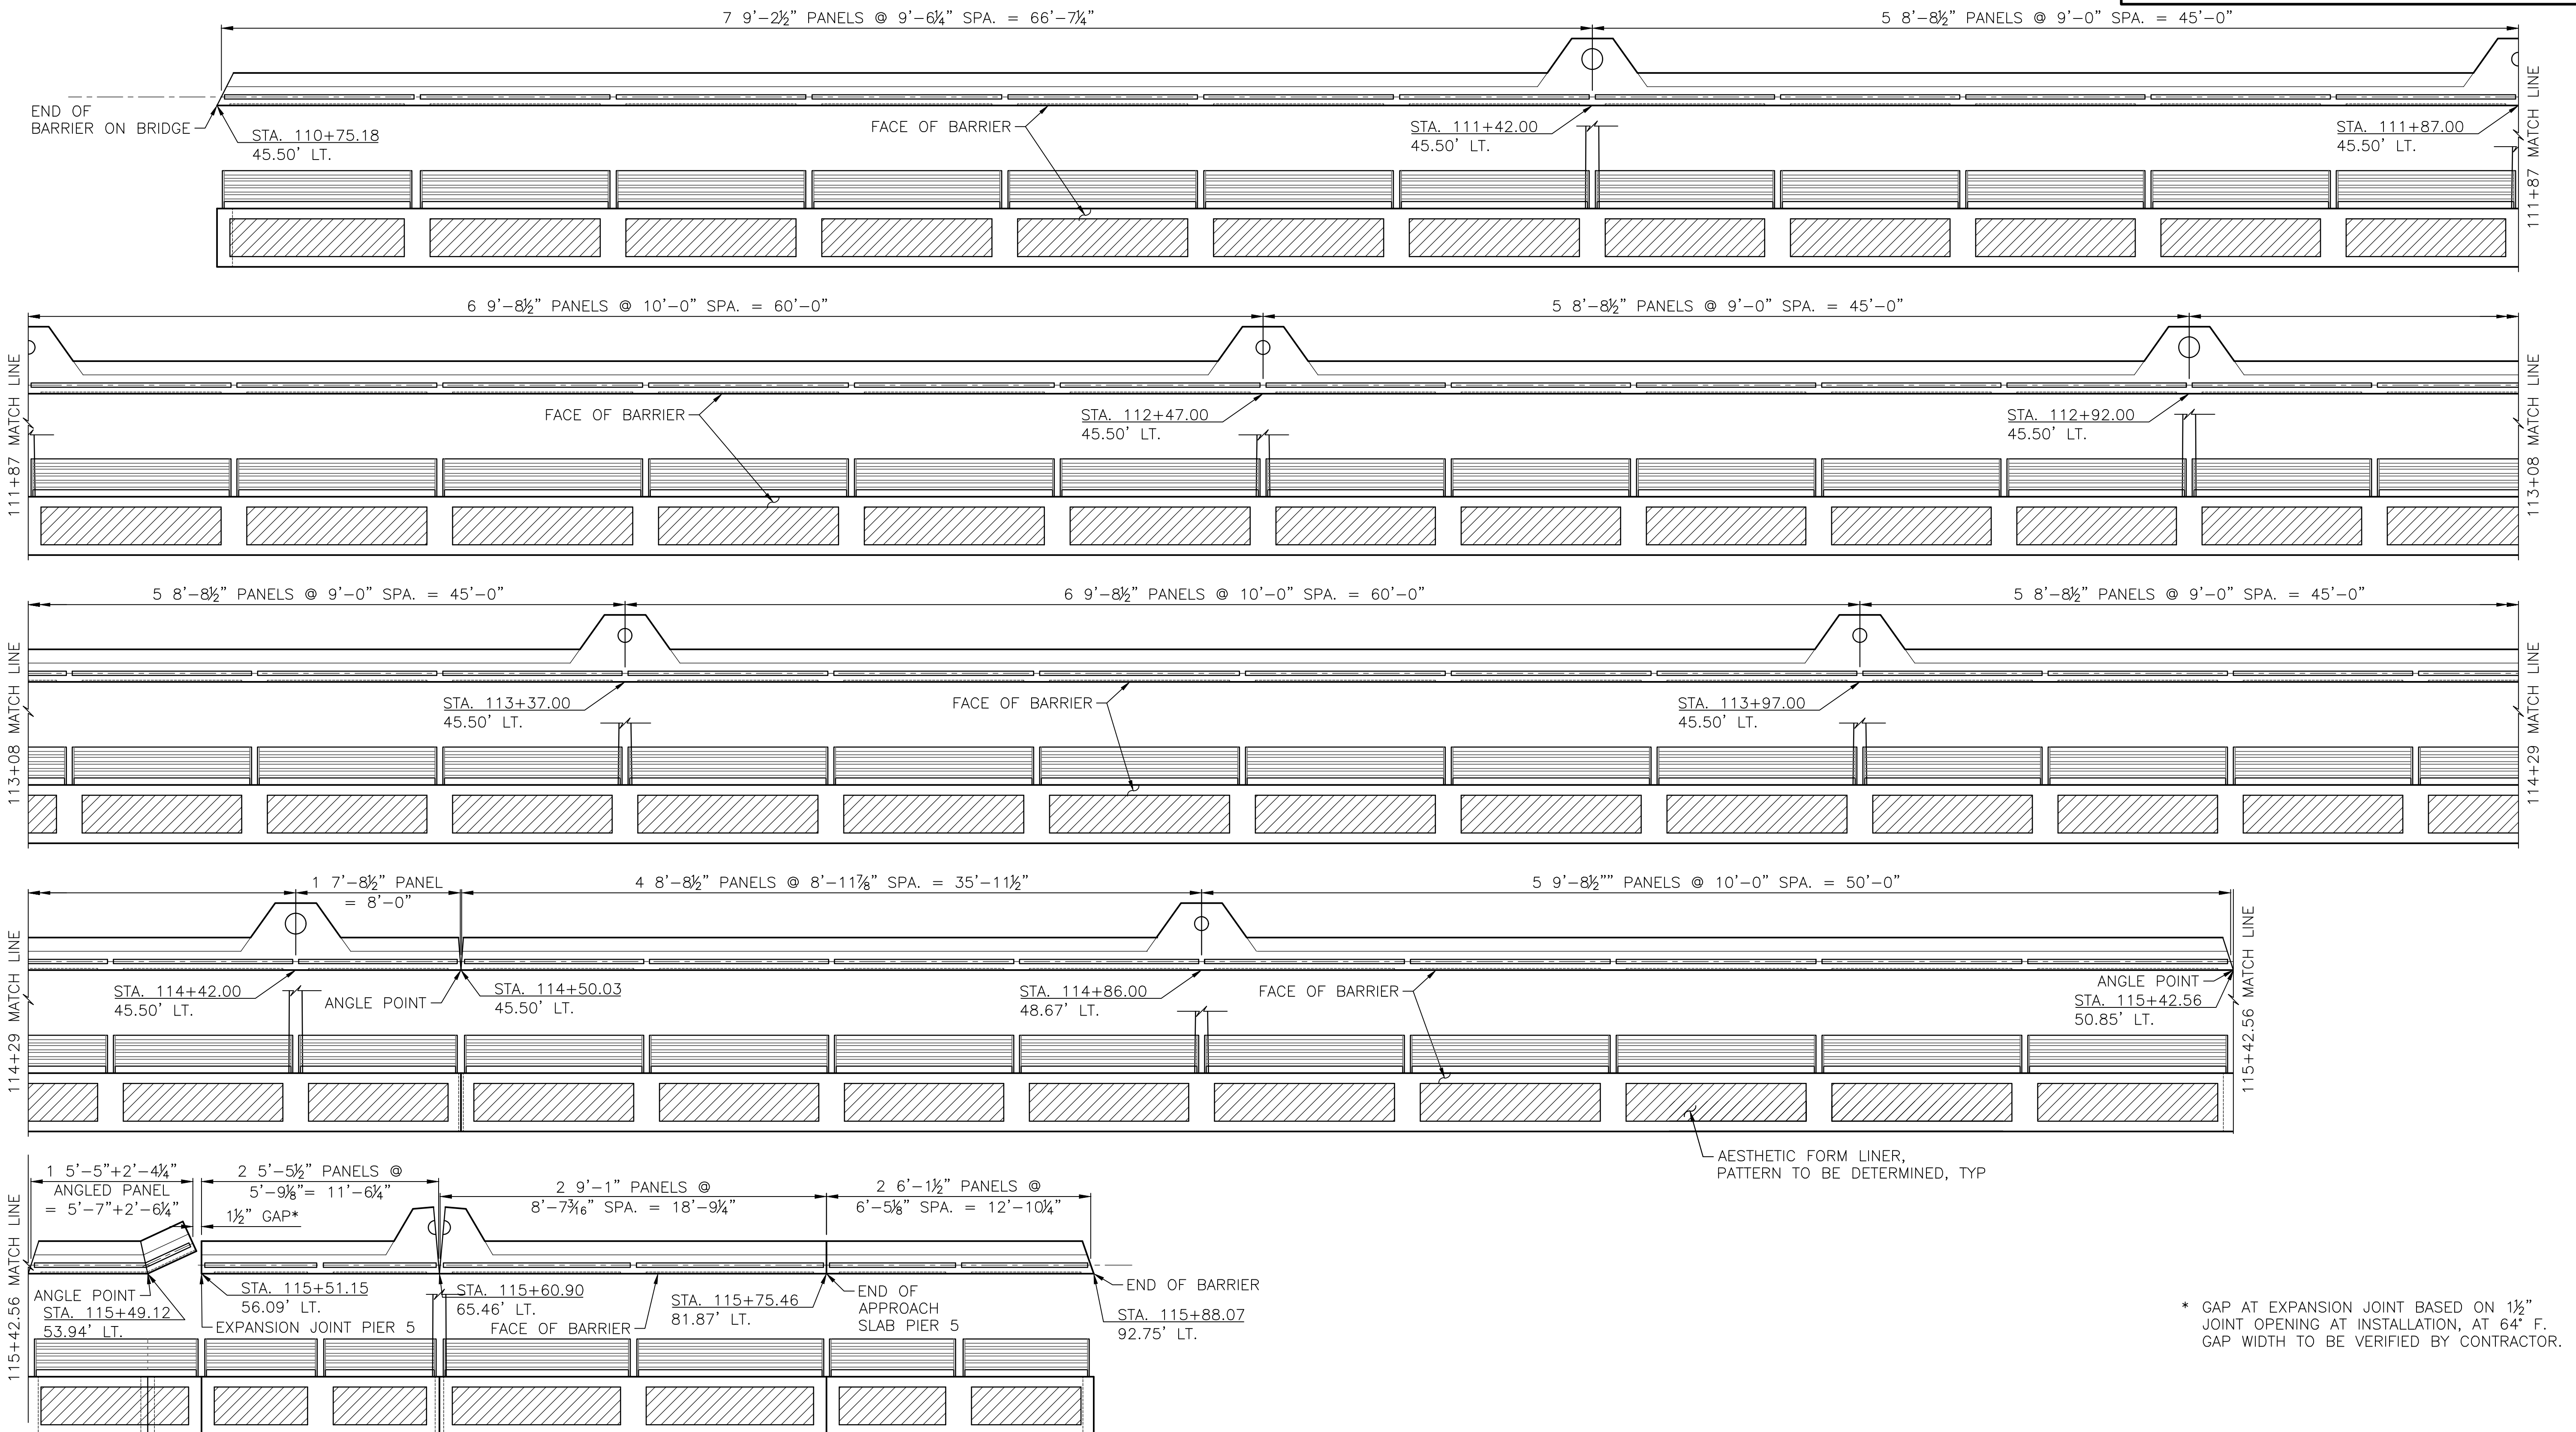 7 9'-2½" PANELS @ 9'-6¼" SPA. = 66'-7¼"
5 8'-8½" PANELS @ 9'-0" SPA. = 45'-0"
END OF
BARRIER ON BRIDGE
STA. 110+75.18
45.50' LT.
FACE OF BARRIER
STA. 111+42.00
45.50' LT.
STA. 111+87.00
45.50' LT.
111+87 MATCH LINE
6 9'-8½" PANELS @ 10'-0" SPA. = 60'-0"
5 8'-8½" PANELS @ 9'-0" SPA. = 45'-0"
111+87 MATCH LINE
FACE OF BARRIER
STA. 112+47.00
45.50' LT.
STA. 112+92.00
45.50' LT.
113+08 MATCH LINE
5 8'-8½" PANELS @ 9'-0" SPA. = 45'-0"
6 9'-8½" PANELS @ 10'-0" SPA. = 60'-0"
5 8'-8½" PANELS @ 9'-0" SPA. = 45'-0"
113+08 MATCH LINE
STA. 113+37.00
45.50' LT.
FACE OF BARRIER
STA. 113+97.00
45.50' LT.
114+29 MATCH LINE
1 7'-8½" PANEL
= 8'-0"
4 8'-8½" PANELS @ 8'-11⅞" SPA. = 35'-11½"
5 9'-8½"" PANELS @ 10'-0" SPA. = 50'-0"
114+29 MATCH LINE
STA. 114+42.00
45.50' LT.
ANGLE POINT
STA. 114+50.03
45.50' LT.
STA. 114+86.00
48.67' LT.
FACE OF BARRIER
ANGLE POINT
STA. 115+42.56
50.85' LT.
115+42.56 MATCH LINE
AESTHETIC FORM LINER,
PATTERN TO BE DETERMINED, TYP
1 5'-5"+2'-4¼"
ANGLED PANEL
= 5'-7"+2'-6¼"
2 5'-5½" PANELS @
5'-9⅛"= 11'-6¼"
1½" GAP*
2 9'-1" PANELS @
8'-7³⁄₁₆" SPA. = 18'-9¼"
2 6'-1½" PANELS @
6'-5⅛" SPA. = 12'-10¼"
115+42.56 MATCH LINE
ANGLE POINT
STA. 115+49.12
53.94' LT.
STA. 115+51.15
56.09' LT.
EXPANSION JOINT PIER 5
STA. 115+60.90
65.46' LT.
FACE OF BARRIER
STA. 115+75.46
81.87' LT.
END OF
APPROACH
SLAB PIER 5
END OF BARRIER
STA. 115+88.07
92.75' LT.
* GAP AT EXPANSION JOINT BASED ON 1½"
JOINT OPENING AT INSTALLATION, AT 64° F.
GAP WIDTH TO BE VERIFIED BY CONTRACTOR.